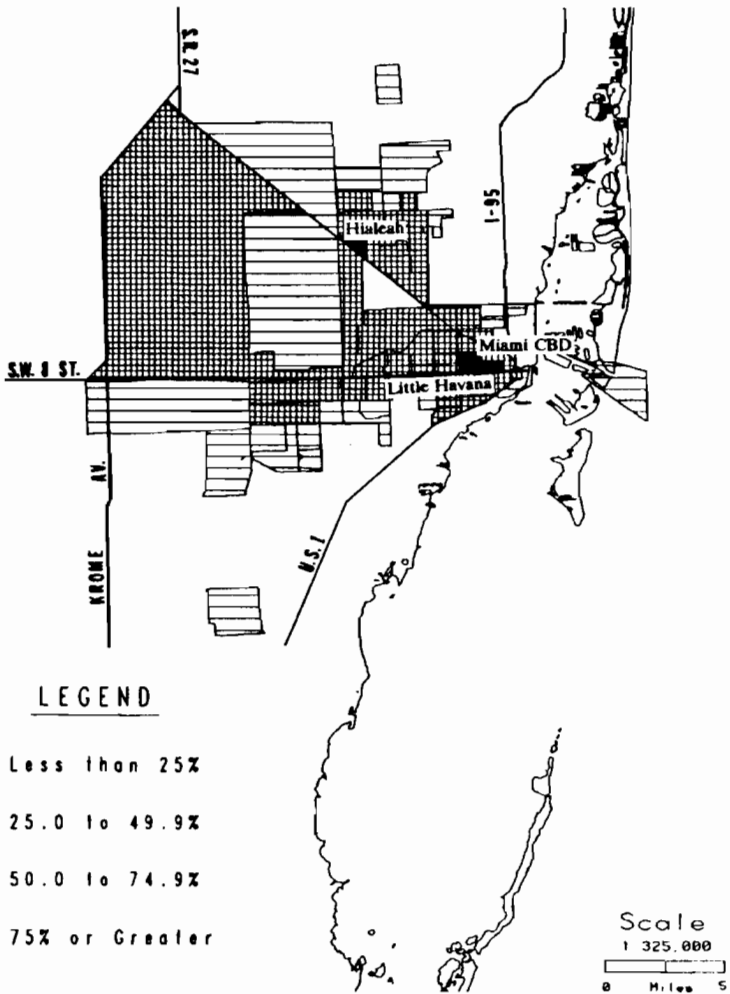 S.R. 27
I-95
Hialeah
Miami CBD
S.W. 8 ST.
Little Havana
KROME AV.
U.S. 1
LEGEND
Less than 25%
25.0 to 49.9%
50.0 to 74.9%
75% or Greater
Scale
1 325,000
0 Miles 5